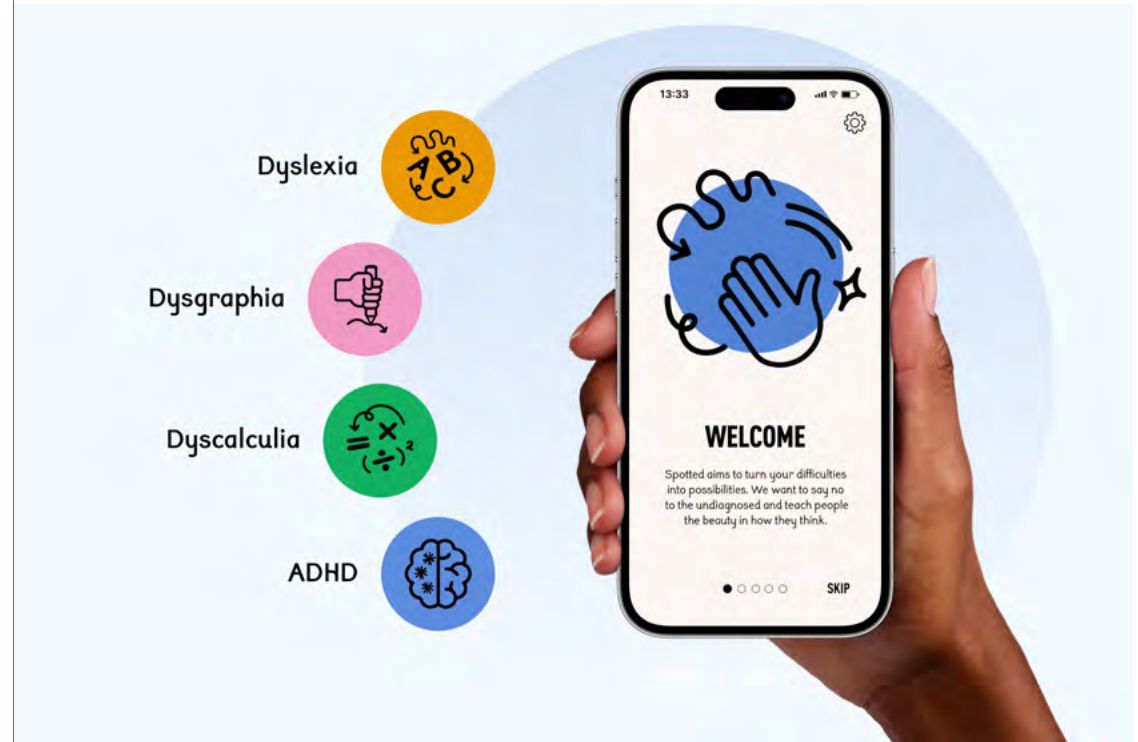 Dyslexia
Dysgraphia
Dyscalculia
ADHD
A B
C
= ×
(÷)²
13:33
WELCOME
Spotted aims to turn your difficulties
into possibilities. We want to say no
to the undiagnosed and teach people
the beauty in how they think.
SKIP